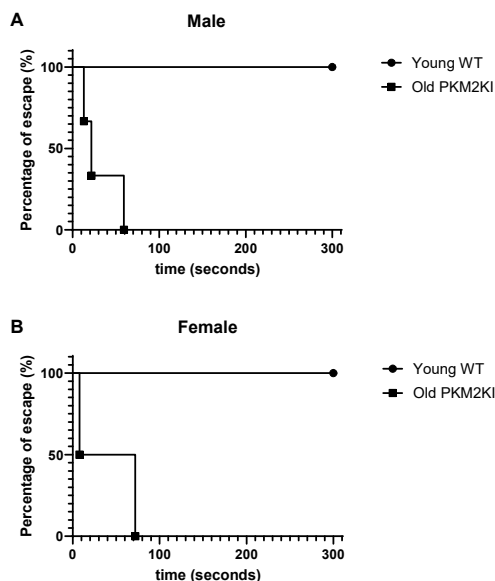 A
Male
Percentage of escape (%)
100
50
0
0
100
200
300
time (seconds)
Young WT
Old PKM2KI
B
Female
Percentage of escape (%)
100
50
0
0
100
200
300
time (seconds)
Young WT
Old PKM2KI